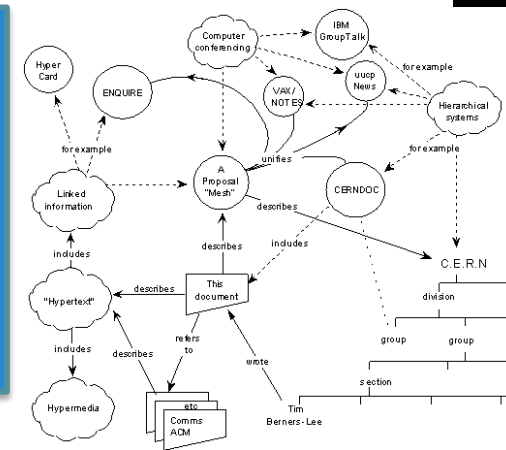 IBM
GroupTalk
Computer
conferencing
Hyper
Card
uucp
News
for example
ENQUIRE
VAX/
NOTES
Hierarchical
systems
for example
unifies
for example
A
Proposal
"Mesh"
CERNDOC
Linked
information
describes
includes
describes
includes
C.E.R.N
This
document
describes
division
"Hypertext"
refers
to
group
group
includes
describes
wrote
section
etc
Hypermedia
Comms
ACM
Tim
Berners-Lee